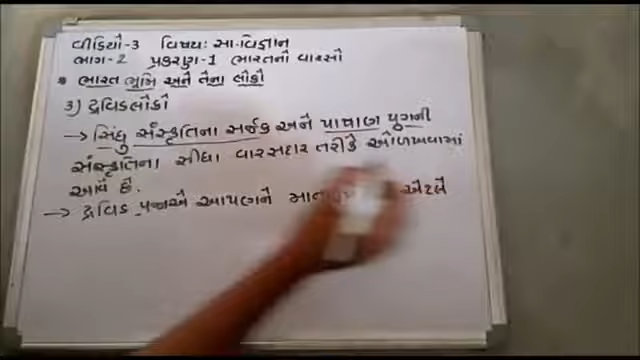 વીડિયો-3 વિષય: સા.વિજ્ઞાન
ભાગ-2 પ્રકરણ-1 ભારતનો વારસો
* ભારત ભૂમિ અને તેના લોકો
3) દ્રવિડલોકો
→ સિંધુ સંસ્કૃતિના સર્જક અને પાષાણ યુગની
સંસ્કૃતિના સીધા વારસદાર તરીકે ઓળખવામાં
આવે છે.
→ દ્રવિડ પ્રજાએ આપણને એટલે